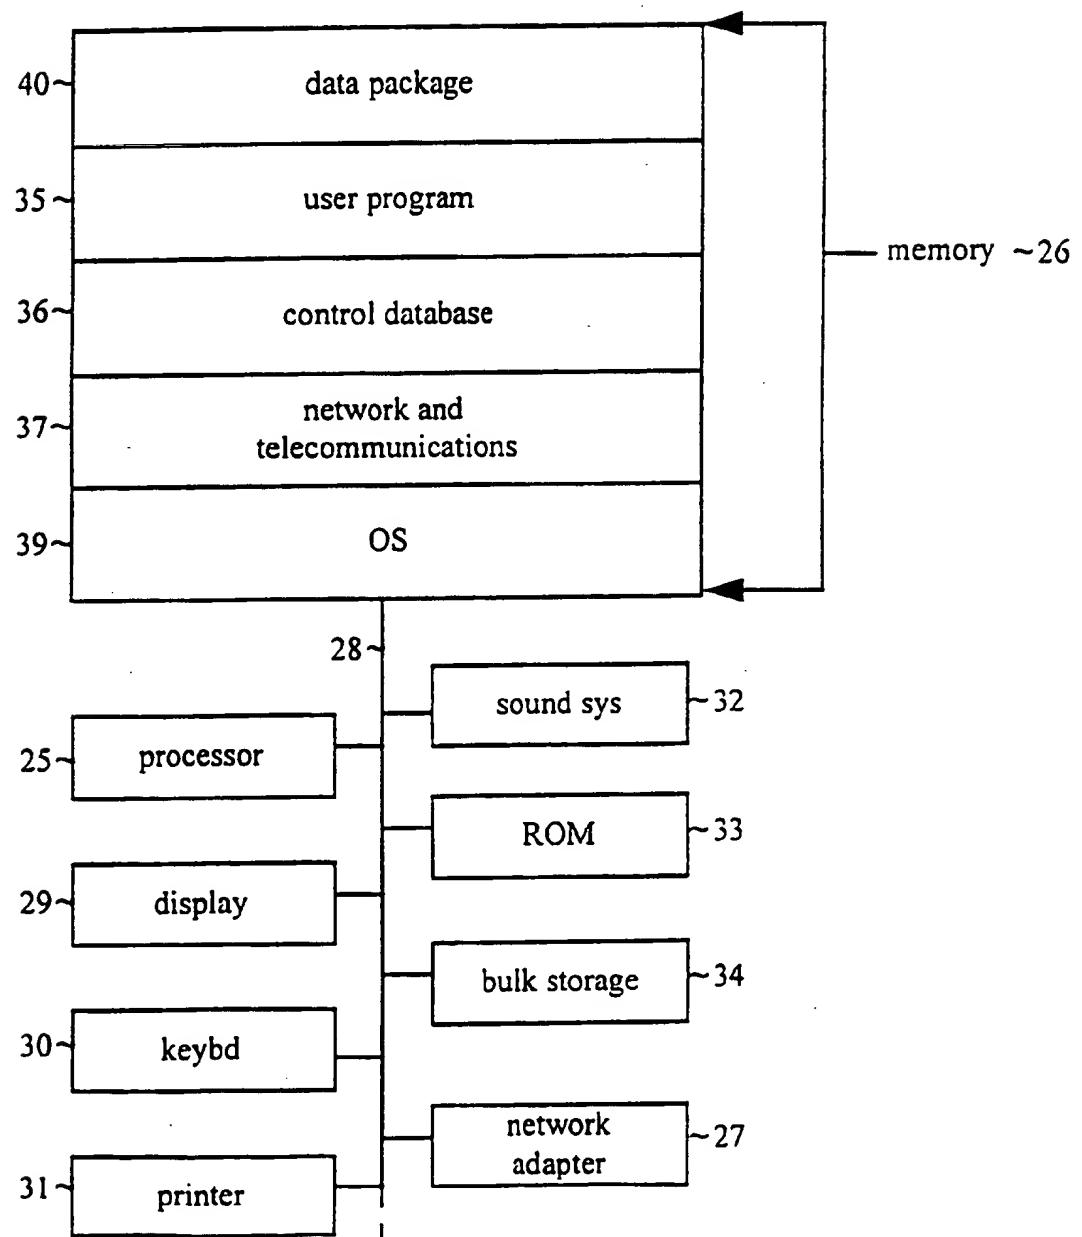 40~ data package
35~ user program
memory ~26
36~ control database
37~ network and
telecommunications
39~ OS
28~
sound sys ~32
25~ processor
ROM ~33
29~ display
bulk storage ~34
30~ keybd
network
adapter ~27
31~ printer